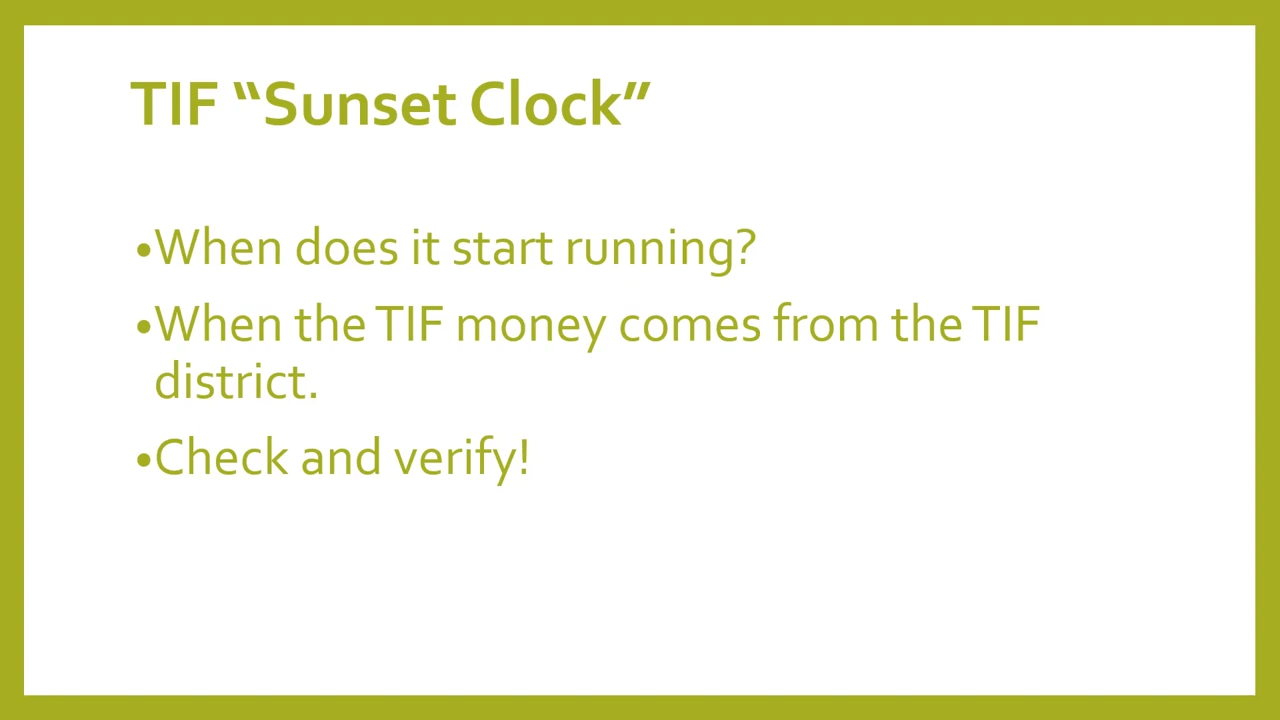 TIF “Sunset Clock”
•When does it start running?
•When the TIF money comes from the TIF
district.
•Check and verify!